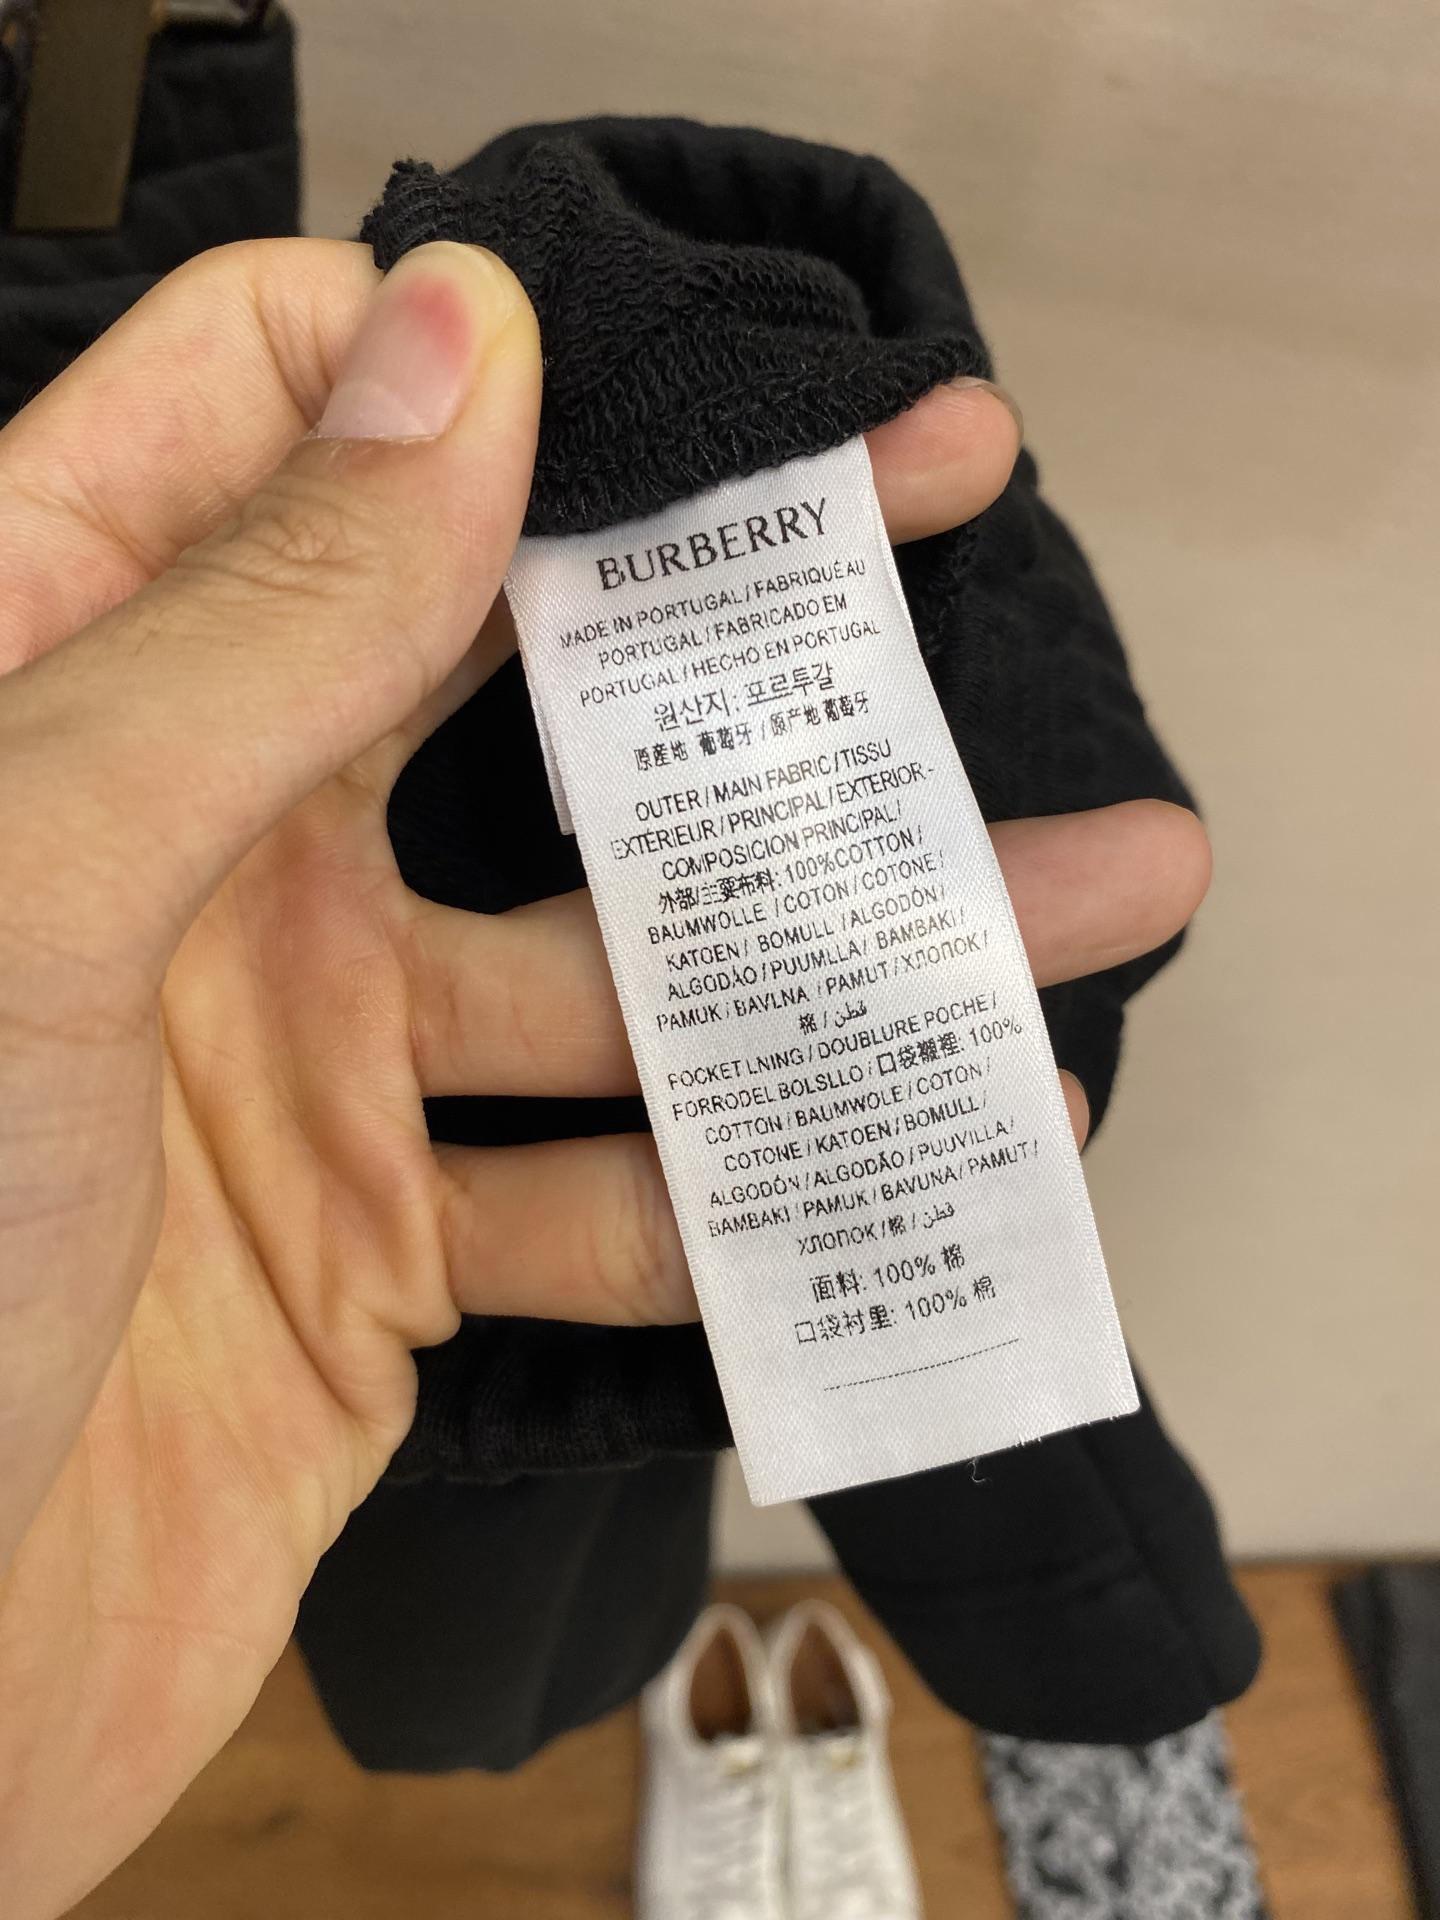 BURBERRY
MADE IN PORTUGAL / FABRIQUÉ AU
PORTUGAL / FABRICADO EM
PORTUGAL / HECHO EN PORTUGAL
원산지: 포르투갈
原産地 葡萄牙 / 原产地 葡萄牙
OUTER / MAIN FABRIC / TISSU
EXTÉRIEUR / PRINCIPAL / EXTERIOR-
COMPOSICION PRINCIPAL /
外部/主要布料: 100%COTTON /
BAUMWOLLE / COTON / COTONE /
KATOEN / BOMULL / ALGODÓN /
ALGODÃO / PUUMLLA / BAMBAKI /
PAMUK / BAVLNA / PAMUT / ХЛОПОК /
棉 / قطن
POCKET LNING / DOUBLURE POCHE /
FORRODEL BOLSLLO / 口袋襯裡: 100%
COTTON / BAUMWOLE / COTON /
COTONE / KATOEN / BOMULL /
ALGODÓN / ALGODÃO / PUUVILLA /
BAMBAKI / PAMUK / BAVUNA / PAMUT /
ХЛОПОК / 棉 / قطن
面料: 100% 棉
口袋衬里: 100% 棉